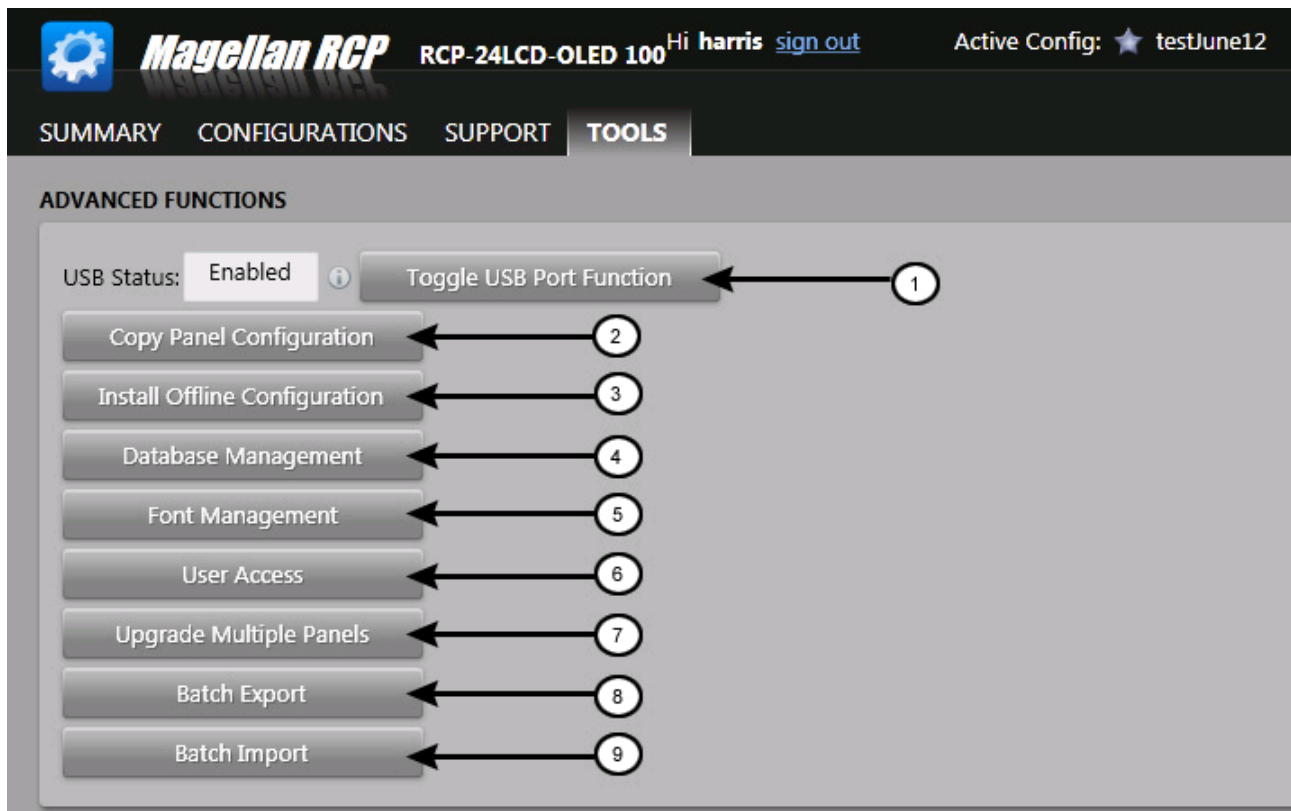 Magellan RCP RCP-24LCD-OLED 100 Hi harris sign out Active Config: testJune12
SUMMARY CONFIGURATIONS SUPPORT TOOLS
ADVANCED FUNCTIONS
USB Status: Enabled Toggle USB Port Function 1
Copy Panel Configuration 2
Install Offline Configuration 3
Database Management 4
Font Management 5
User Access 6
Upgrade Multiple Panels 7
Batch Export 8
Batch Import 9